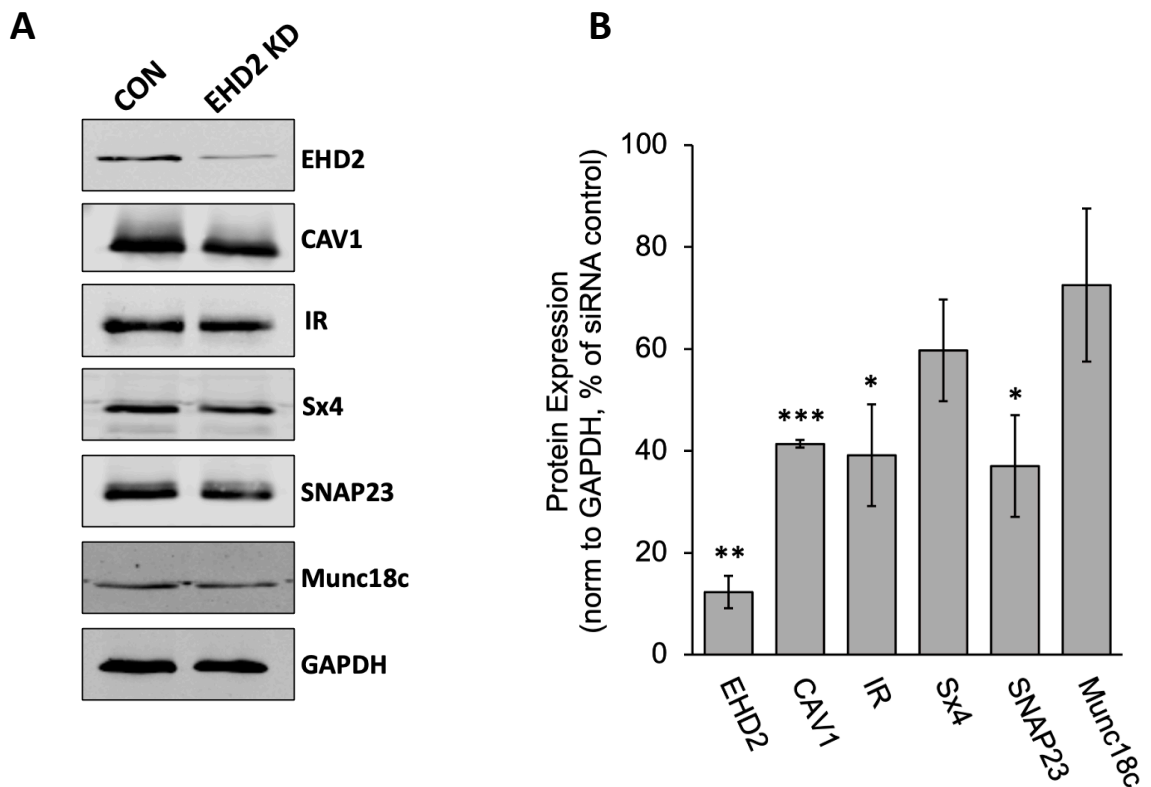 A
CON
EHD2 KD
EHD2
CAV1
IR
Sx4
SNAP23
Munc18c
GAPDH
B
Protein Expression
(norm to GAPDH, % of siRNA control)
100
80
60
40
20
0
**
***
*
*
EHD2
CAV1
IR
Sx4
SNAP23
Munc18c